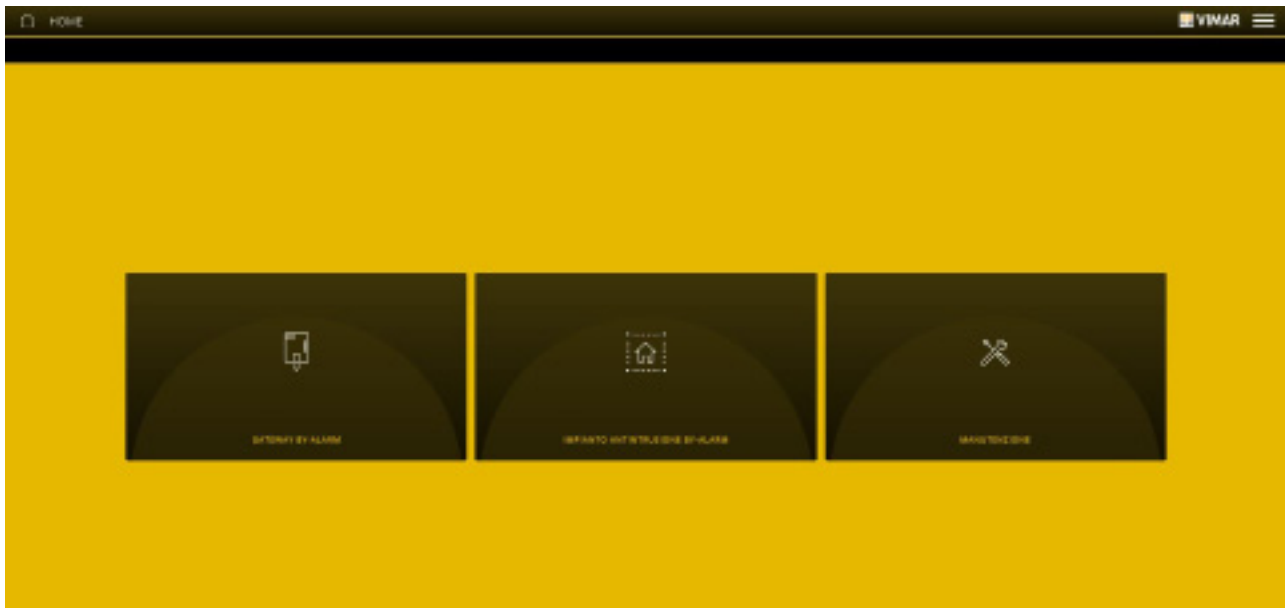 HOME
VIMAR
GATEWAY BY-ALARM
IMPIANTO ANTINTRUSIONE BY-ALARM
MANUTENZIONE